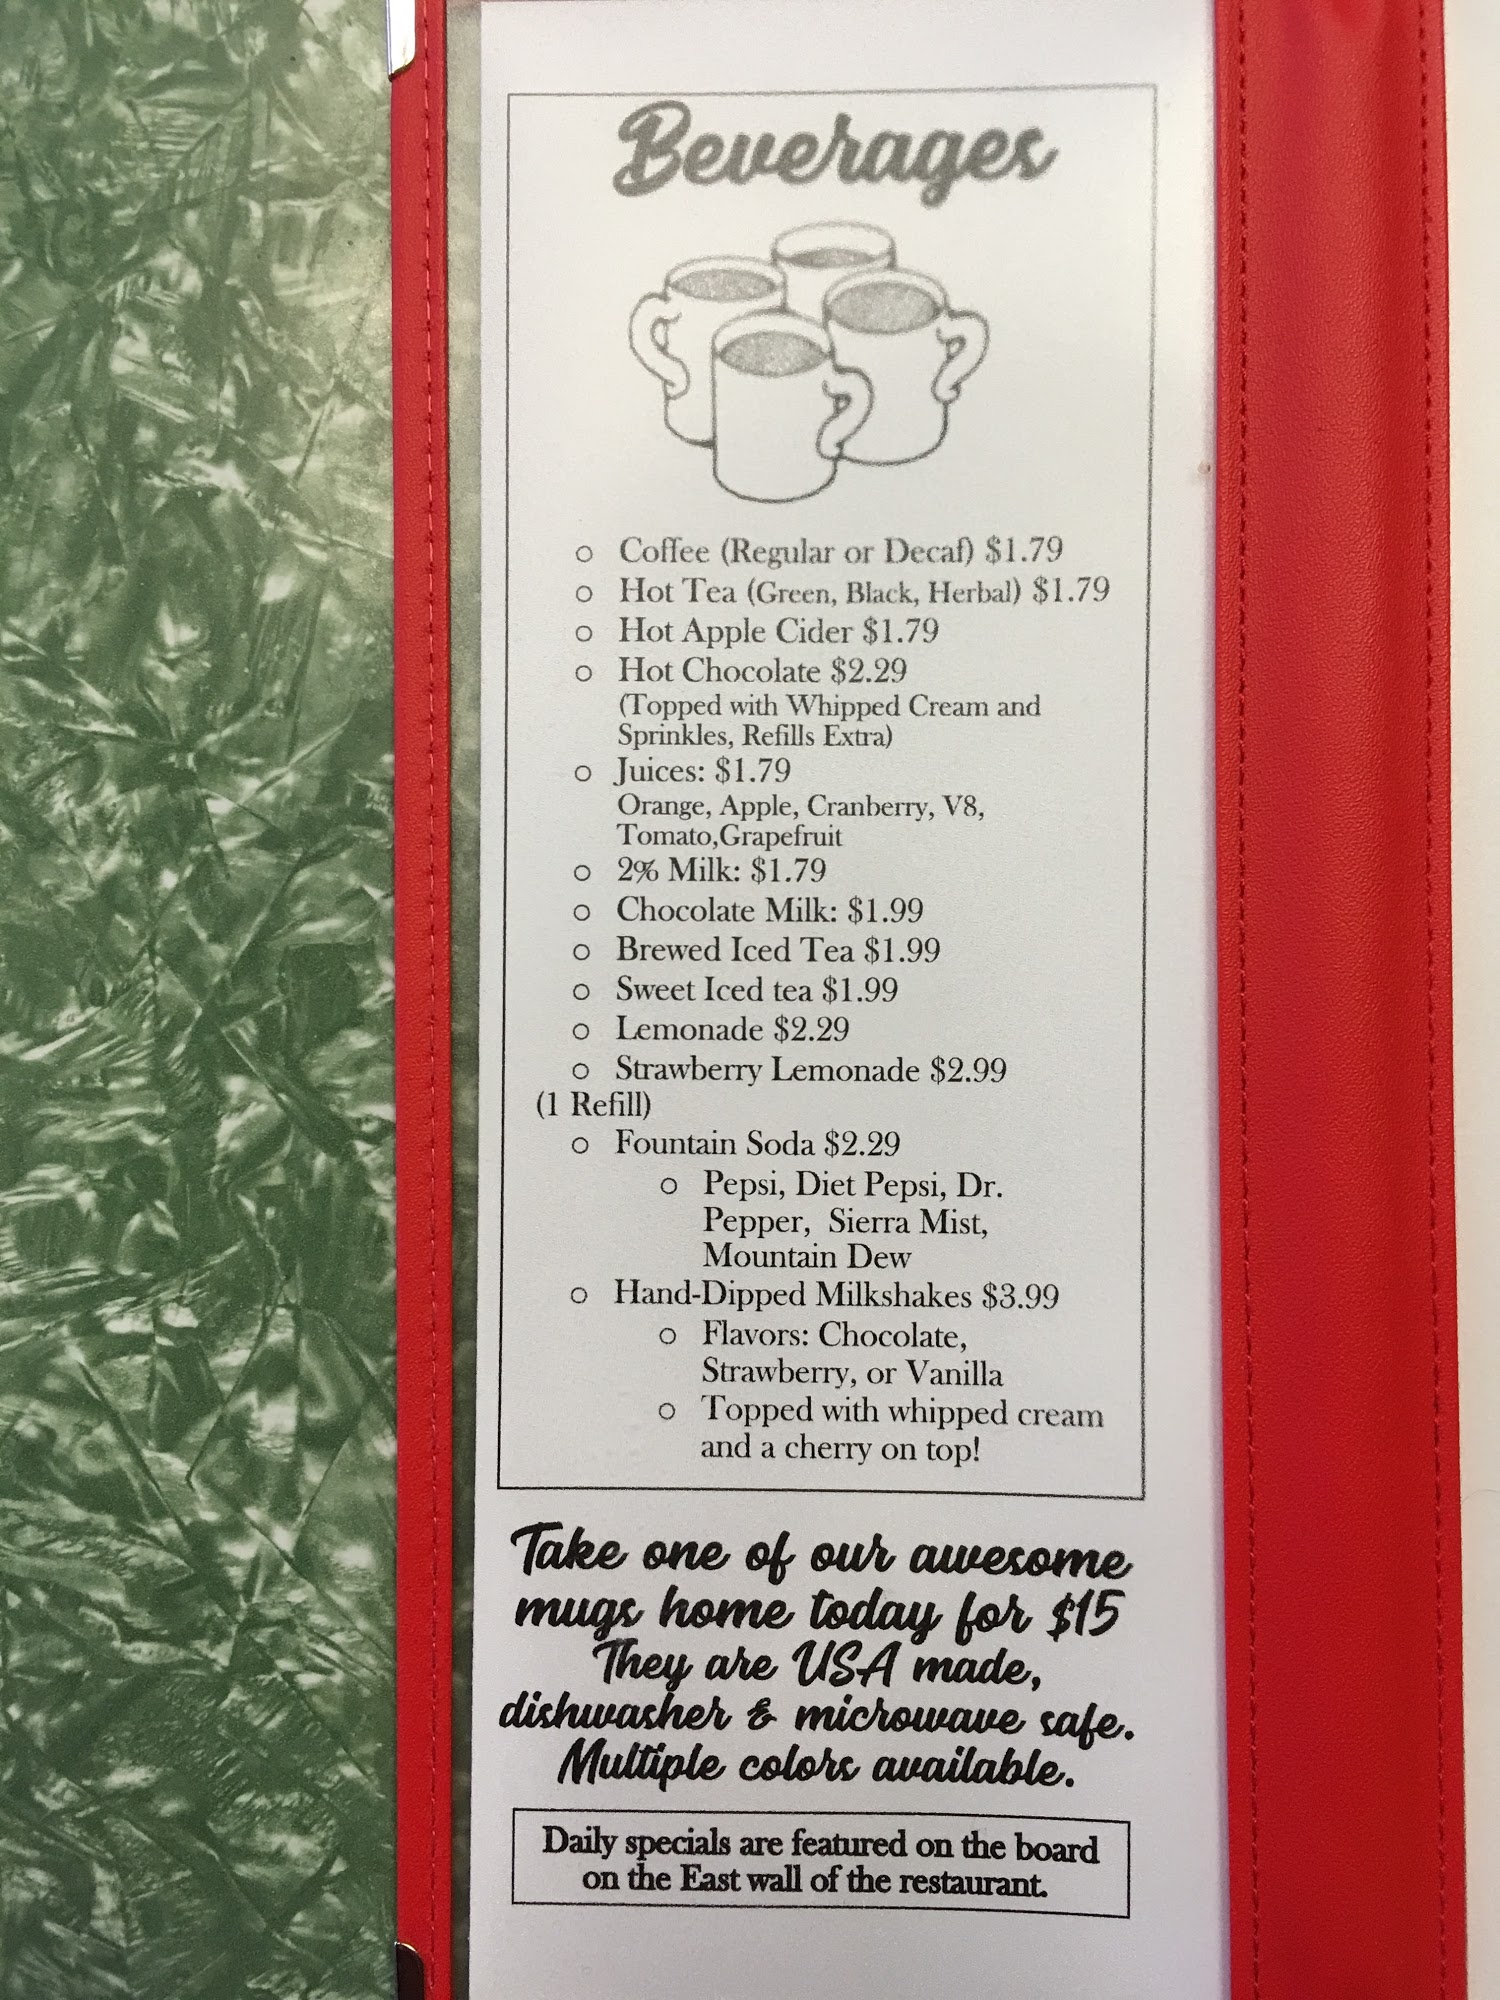 Beverages
○ Coffee (Regular or Decaf) $1.79
○ Hot Tea (Green, Black, Herbal) $1.79
○ Hot Apple Cider $1.79
○ Hot Chocolate $2.29
(Topped with Whipped Cream and
Sprinkles, Refills Extra)
○ Juices: $1.79
Orange, Apple, Cranberry, V8,
Tomato,Grapefruit
○ 2% Milk: $1.79
○ Chocolate Milk: $1.99
○ Brewed Iced Tea $1.99
○ Sweet Iced tea $1.99
○ Lemonade $2.29
○ Strawberry Lemonade $2.99
(1 Refill)
○ Fountain Soda $2.29
○ Pepsi, Diet Pepsi, Dr.
Pepper, Sierra Mist,
Mountain Dew
○ Hand-Dipped Milkshakes $3.99
○ Flavors: Chocolate,
Strawberry, or Vanilla
○ Topped with whipped cream
and a cherry on top!
Take one of our awesome
mugs home today for $15
They are USA made,
dishwasher & microwave safe.
Multiple colors available.
Daily specials are featured on the board
on the East wall of the restaurant.